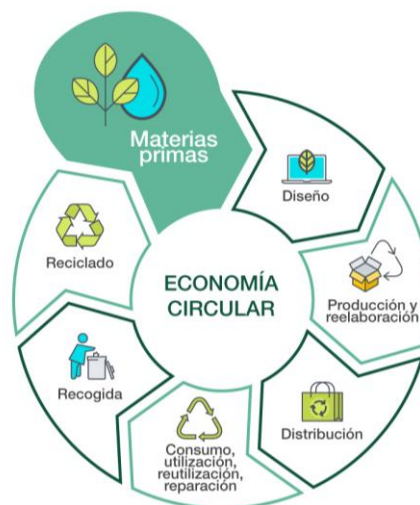 Materias
primas
Diseño
Producción y
reelaboración
Distribución
Consumo,
utilización,
reutilización,
reparación
Recogida
Reciclado
ECONOMÍA
CIRCULAR